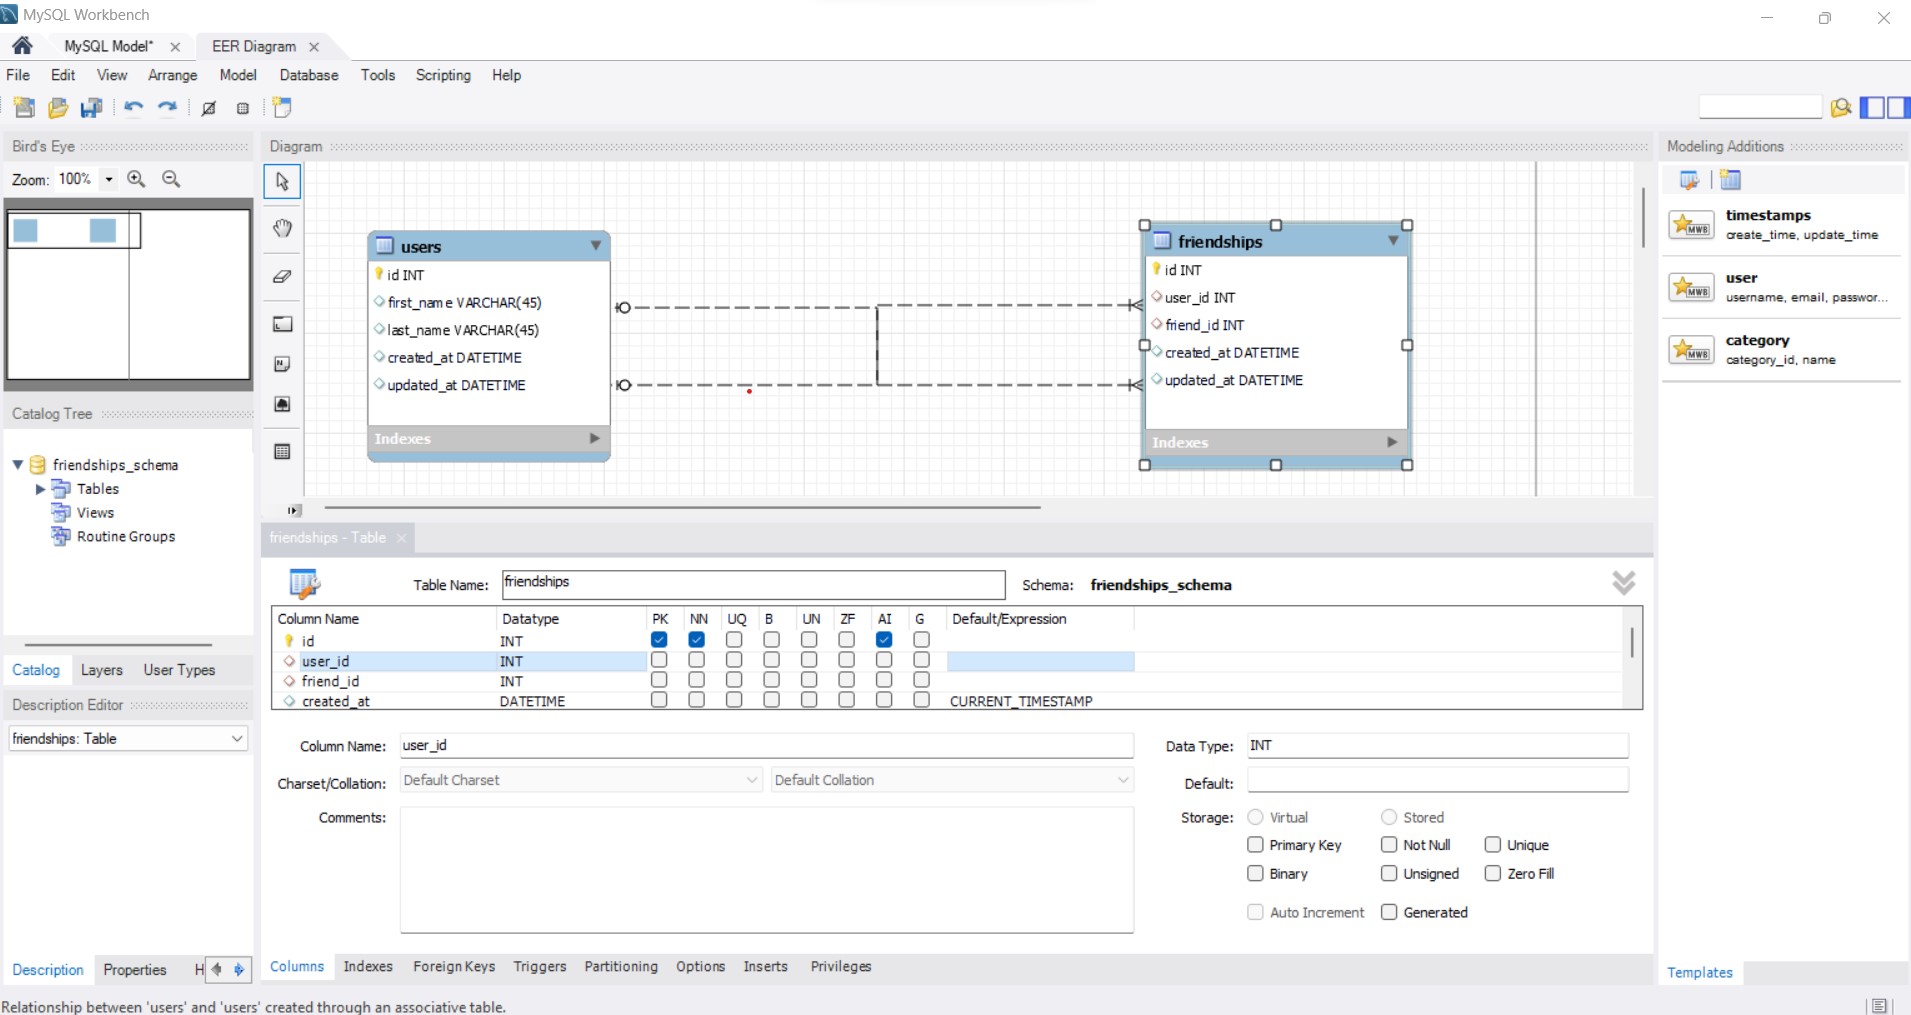 MySQL Workbench
MySQL Model* EER Diagram
File Edit View Arrange Model Database Tools Scripting Help
Bird's Eye
Zoom: 100%
Diagram
users
id INT
first_name VARCHAR(45)
last_name VARCHAR(45)
created_at DATETIME
updated_at DATETIME
Indexes
friendships
id INT
user_id INT
friend_id INT
created_at DATETIME
updated_at DATETIME
Indexes
Modeling Additions
MWB
timestamps
create_time, update_time
MWB
user
username, email, passwor...
MWB
category
category_id, name
Templates
Catalog Tree
friendships_schema
Tables
Views
Routine Groups
Catalog Layers User Types
Description Editor
friendships: Table
Description Properties H
friendships - Table
Table Name: friendships Schema: friendships_schema
Column Name Datatype PK NN UQ B UN ZF AI G Default/Expression
id INT
user_id INT
friend_id INT
created_at DATETIME CURRENT_TIMESTAMP
Column Name: user_id Data Type: INT
Charset/Collation: Default Charset Default Collation Default:
Comments: Storage: Virtual Stored
Primary Key Not Null Unique
Binary Unsigned Zero Fill
Auto Increment Generated
Columns Indexes Foreign Keys Triggers Partitioning Options Inserts Privileges
Relationship between 'users' and 'users' created through an associative table.